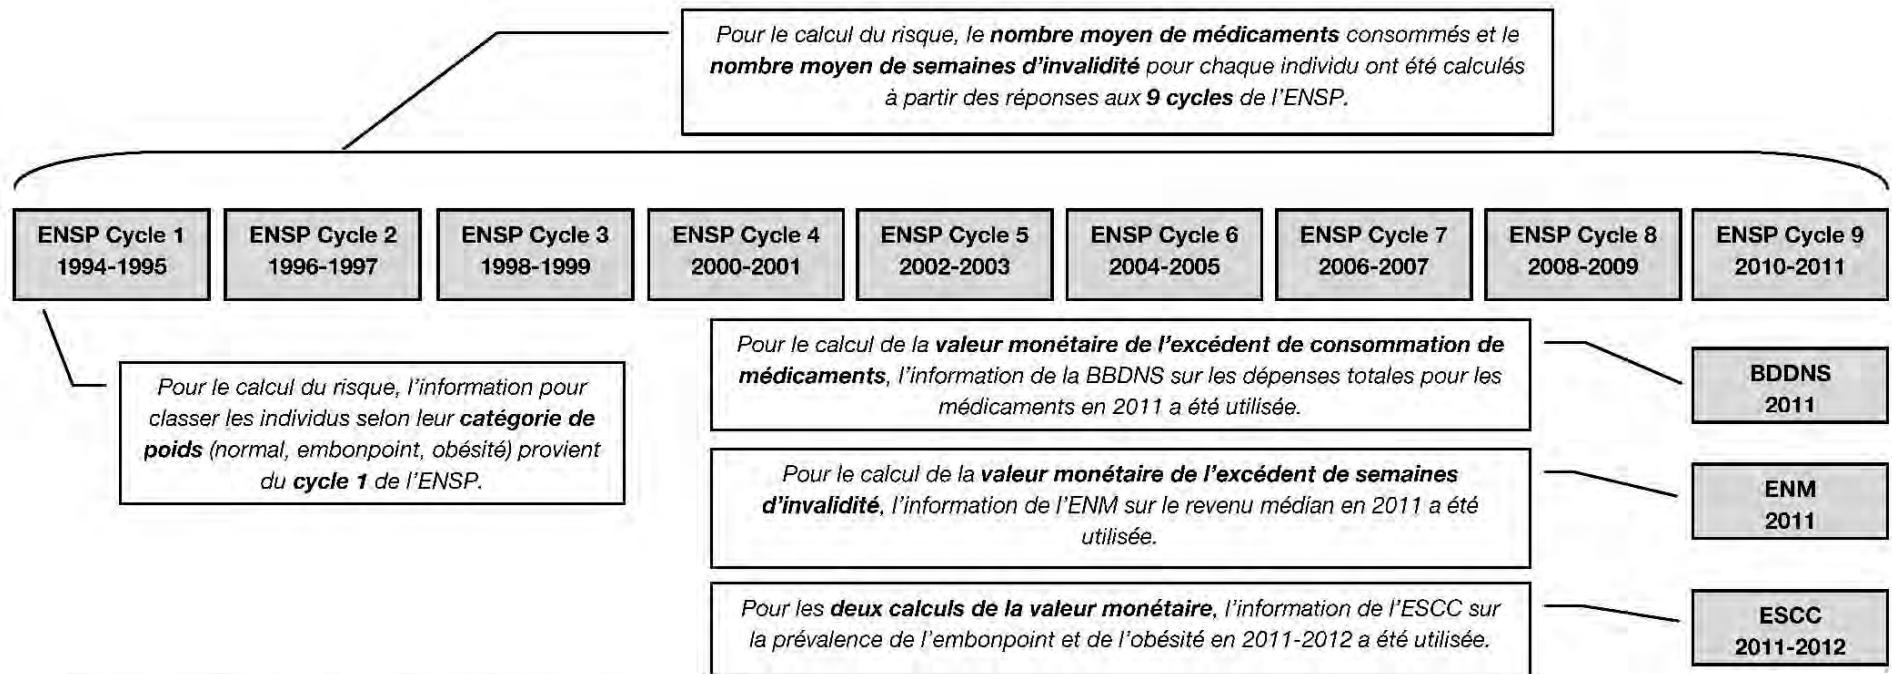 Pour le calcul du risque, le nombre moyen de médicaments consommés et le
nombre moyen de semaines d'invalidité pour chaque individu ont été calculés
à partir des réponses aux 9 cycles de l'ENSP.
ENSP Cycle 1
1994-1995
ENSP Cycle 2
1996-1997
ENSP Cycle 3
1998-1999
ENSP Cycle 4
2000-2001
ENSP Cycle 5
2002-2003
ENSP Cycle 6
2004-2005
ENSP Cycle 7
2006-2007
ENSP Cycle 8
2008-2009
ENSP Cycle 9
2010-2011
Pour le calcul du risque, l'information pour
classer les individus selon leur catégorie de
poids (normal, embonpoint, obésité) provient
du cycle 1 de l'ENSP.
Pour le calcul de la valeur monétaire de l'excédent de consommation de
médicaments, l'information de la BBDNS sur les dépenses totales pour les
médicaments en 2011 a été utilisée.
BDDNS
2011
Pour le calcul de la valeur monétaire de l'excédent de semaines
d'invalidité, l'information de l'ENM sur le revenu médian en 2011 a été
utilisée.
ENM
2011
Pour les deux calculs de la valeur monétaire, l'information de l'ESCC sur
la prévalence de l'embonpoint et de l'obésité en 2011-2012 a été utilisée.
ESCC
2011-2012